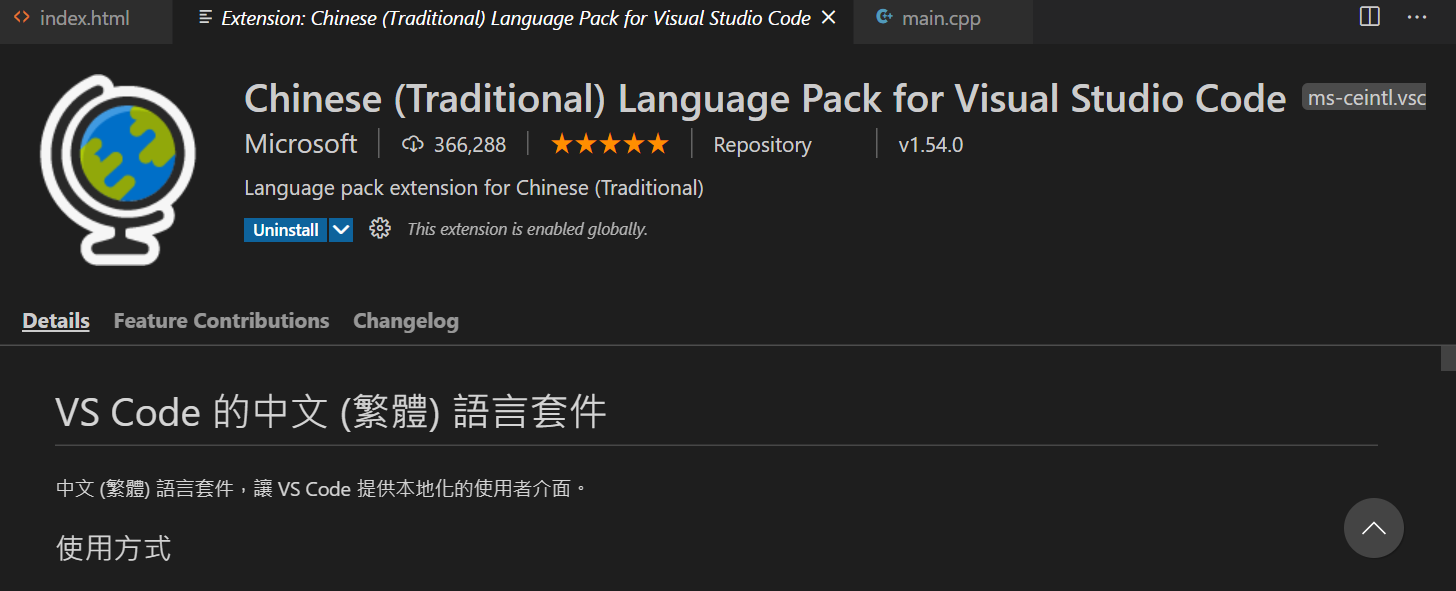 index.html
Extension: Chinese (Traditional) Language Pack for Visual Studio Code
main.cpp
Chinese (Traditional) Language Pack for Visual Studio Code ms-ceintl.vsc
Microsoft 366,288 Repository v1.54.0
Language pack extension for Chinese (Traditional)
Uninstall This extension is enabled globally.
Details Feature Contributions Changelog
VS Code 的中文 (繁體) 語言套件
中文 (繁體) 語言套件，讓 VS Code 提供本地化的使用者介面。
使用方式